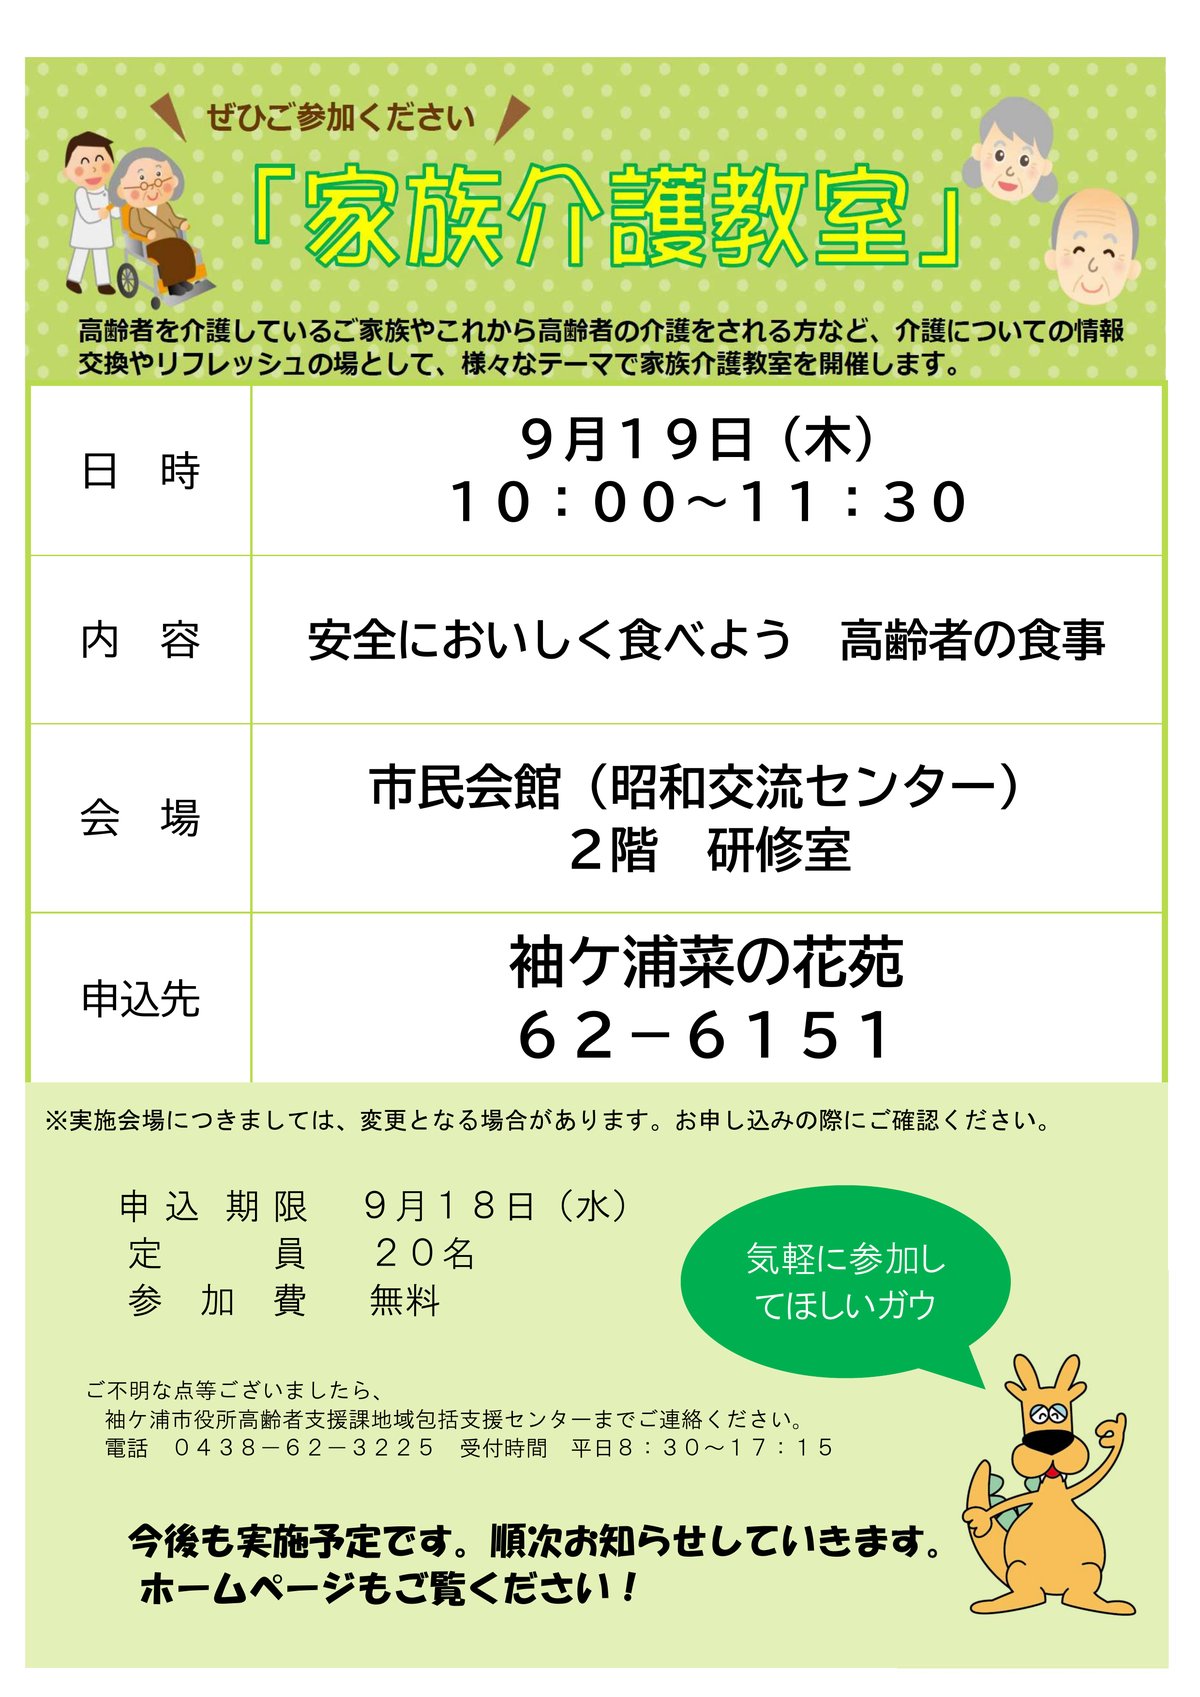 ぜひご参加ください
「家族介護教室」
高齢者を介護しているご家族やこれから高齢者の介護をされる方など、介護についての情報
交換やリフレッシュの場として、様々なテーマで家族介護教室を開催します。
日　時
９月１９日（木）
１０：００～１１：３０
内　容
安全においしく食べよう　高齢者の食事
会　場
市民会館（昭和交流センター）
２階　研修室
申込先
袖ケ浦菜の花苑
６２－６１５１
※実施会場につきましては、変更となる場合があります。お申し込みの際にご確認ください。
申込期限　９月１８日（水）
定　　員　２０名
参　加　費　無料
気軽に参加し
てほしいガウ
ご不明な点等ございましたら、
袖ケ浦市役所高齢者支援課地域包括支援センターまでご連絡ください。
電話　０４３８－６２－３２２５　受付時間　平日８：３０～１７：１５
今後も実施予定です。順次お知らせしていきます。
ホームページもご覧ください！